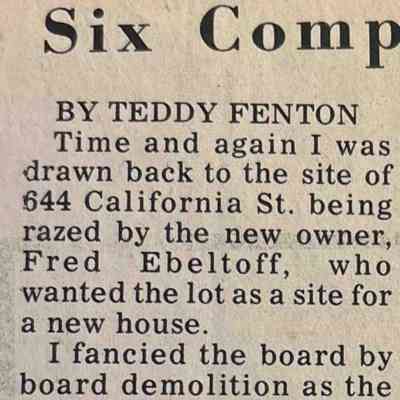 Six Comp
BY TEDDY FENTON
Time and again I was
drawn back to the site of
644 California St. being
razed by the new owner,
Fred Ebeltoff, who
wanted the lot as a site for
a new house.
I fancied the board by
board demolition as the